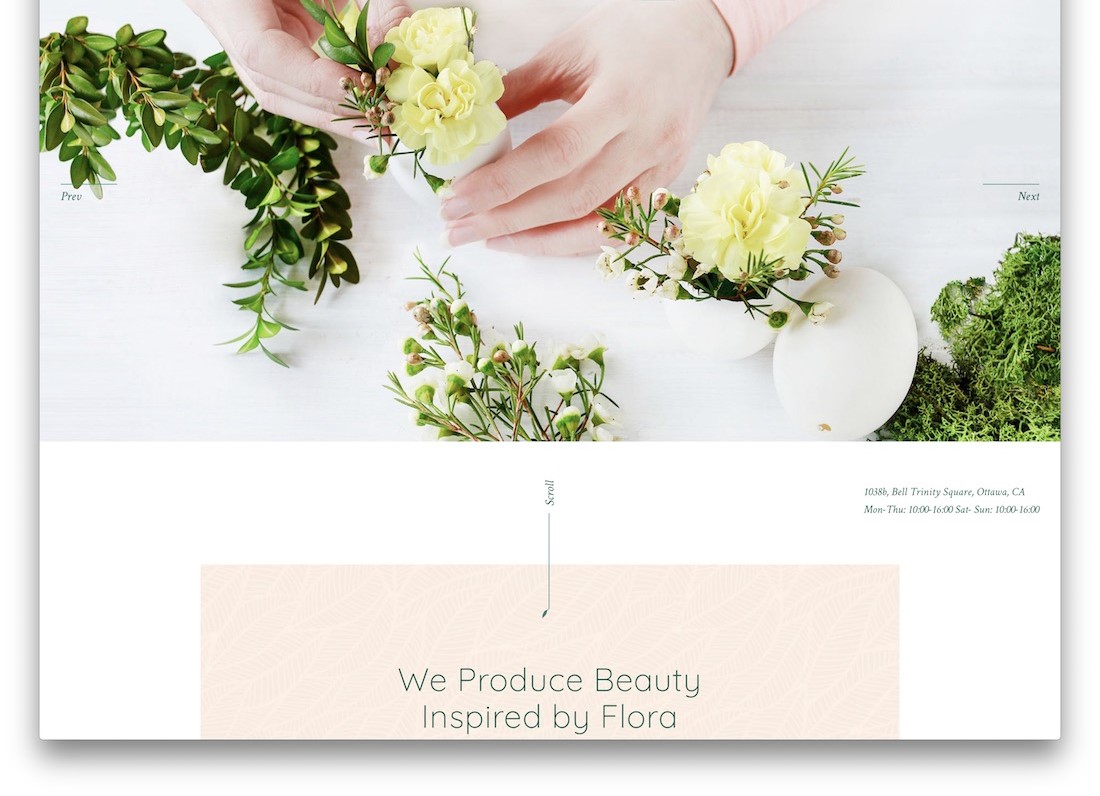 Prev
Next
Scroll
1038b, Bell Trinity Square, Ottawa, CA
Mon-Thu: 10:00-16:00 Sat- Sun: 10:00-16:00
We Produce Beauty
Inspired by Flora